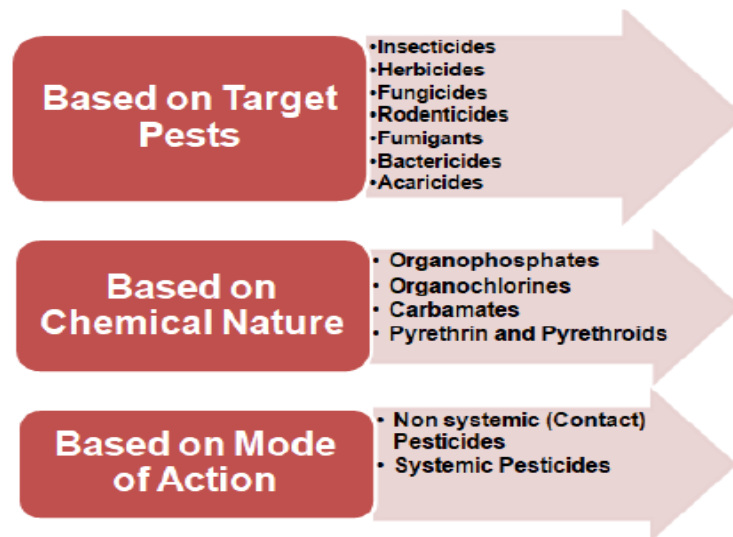 Based on Target
Pests
•Insecticides
•Herbicides
•Fungicides
•Rodenticides
•Fumigants
•Bactericides
•Acaricides
Based on
Chemical Nature
• Organophosphates
• Organochlorines
• Carbamates
• Pyrethrin and Pyrethroids
Based on Mode
of Action
• Non systemic (Contact)
Pesticides
• Systemic Pesticides